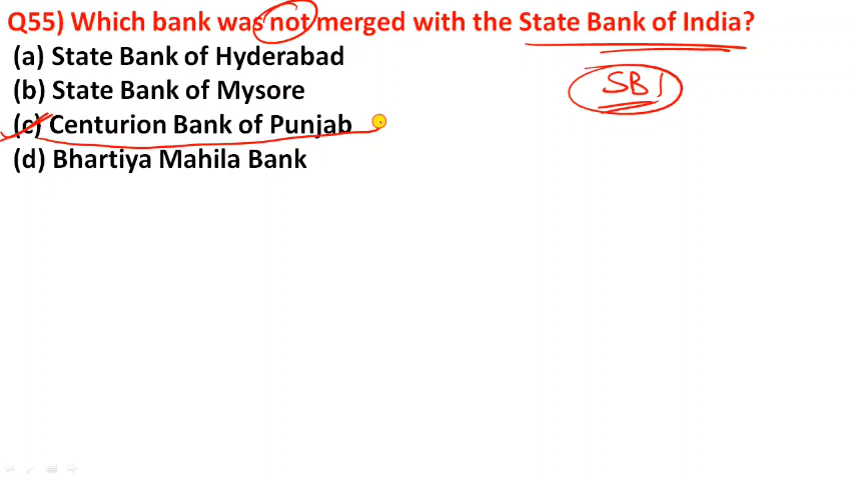 Q55) Which bank was not merged with the State Bank of India?
(a) State Bank of Hyderabad
SBI
(b) State Bank of Mysore
(c) Centurion Bank of Punjab
(d) Bhartiya Mahila Bank